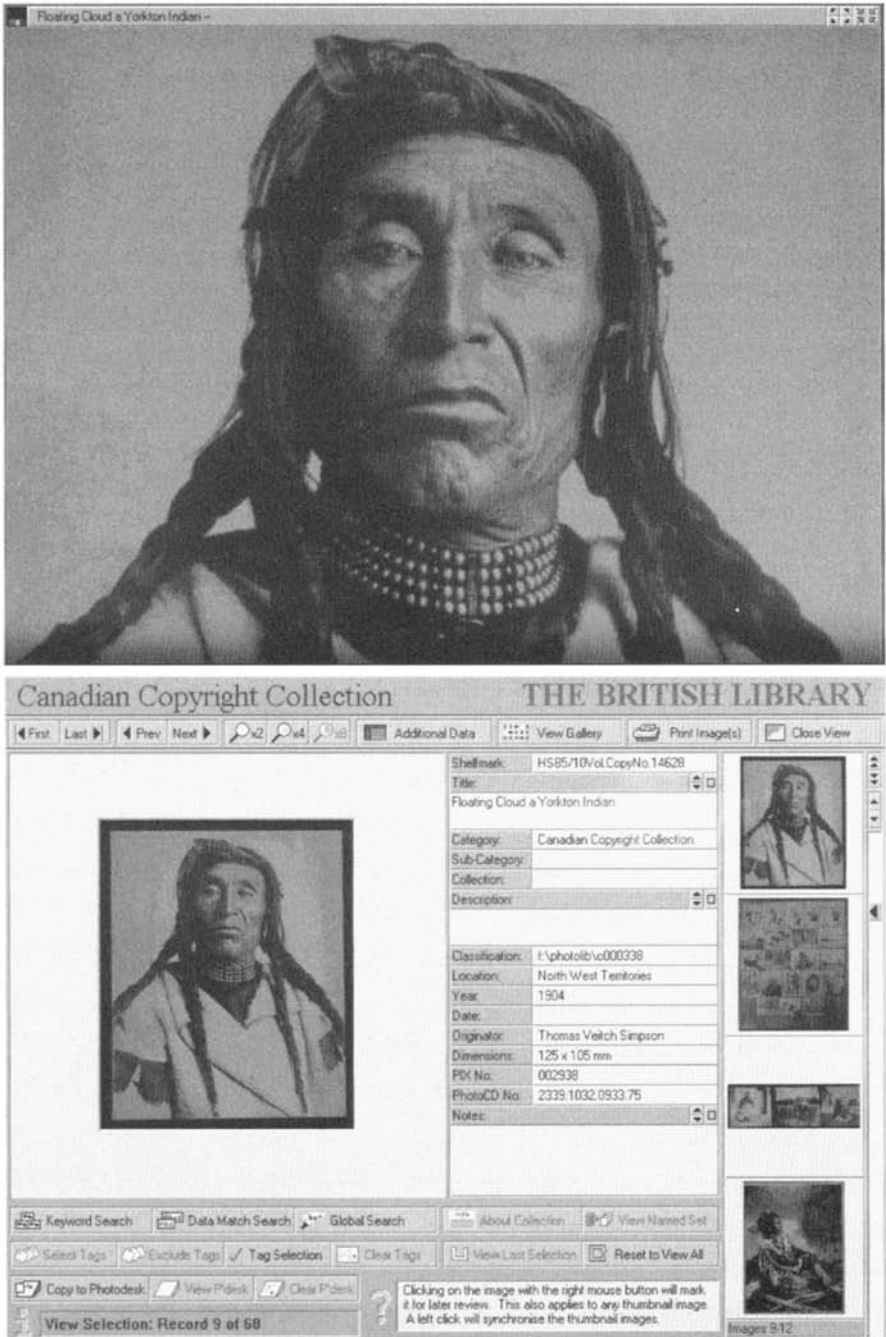 Floating Cloud a Yorkton Indian -
Canadian Copyright Collection THE BRITISH LIBRARY
First Last Prev Next x2 x4 x8 Additional Data View Gallery Print Image(s) Close View
Shelfmark: HS85/10Vol.CopyNo.14628
Title:
Floating Cloud a Yorkton Indian
Category: Canadian Copyright Collection
Sub-Category:
Collection:
Description:
Classification: I:\photolib\c000338
Location: North West Territories
Year: 1904
Date:
Originator: Thomas Veitch Simpson
Dimensions: 125 x 105 mm
PIX No: 002938
PhotoCD No: 2339.1032.0933.75
Notes:
Keyword Search Data Match Search Global Search About Collection ... View Named Set
Select Tags Exclude Tags Tag Selection Clear Tags View Last Selection Reset to View All
Copy to Photodesk View P'desk Clear P'desk
Clicking on the image with the right mouse button will mark
it for later review. This also applies to any thumbnail image.
A left click will synchronise the thumbnail images.
View Selection: Record 9 of 68
Images 9-12